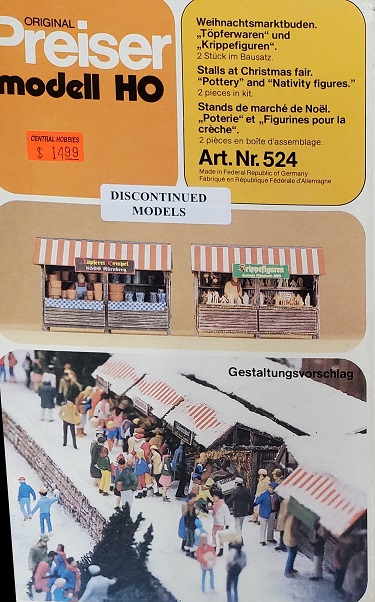 ORIGINAL
Preiser
modell HO
Weihnachtsmarktbuden.
„Töpferwaren“ und
„Krippefiguren“.
2 Stück im Bausatz.
Stalls at Christmas fair.
“Pottery” and “Nativity figures.”
2 pieces in kit.
Stands de marché de Noël.
„Poterie“ et „Figurines pour la
crèche“.
2 pièces en boîte d'assemblage.
Art. Nr. 524
Made in Federal Republic of Germany
Fabriqué en République Fédérale d'Allemagne
CENTRAL HOBBIES
$ 1499
DISCONTINUED
MODELS
8500 Nürnberg
Krippefiguren
Gestaltungsvorschlag